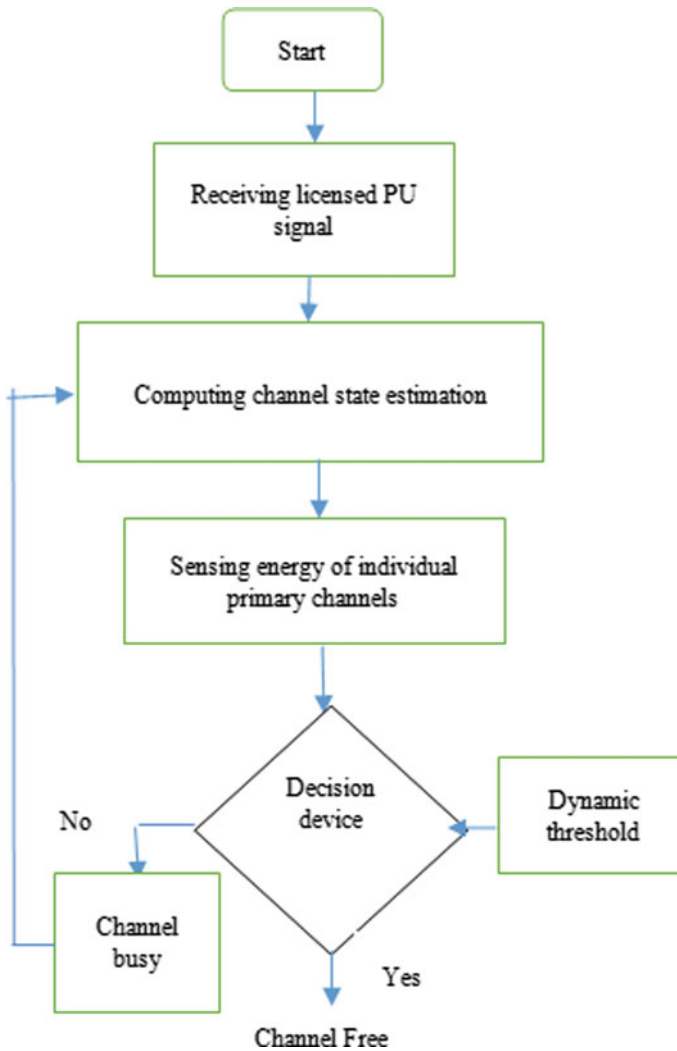 Start
Receiving licensed PU
signal
Computing channel state estimation
Sensing energy of individual
primary channels
Decision
device
Dynamic
threshold
No
Channel
busy
Yes
Channel Free